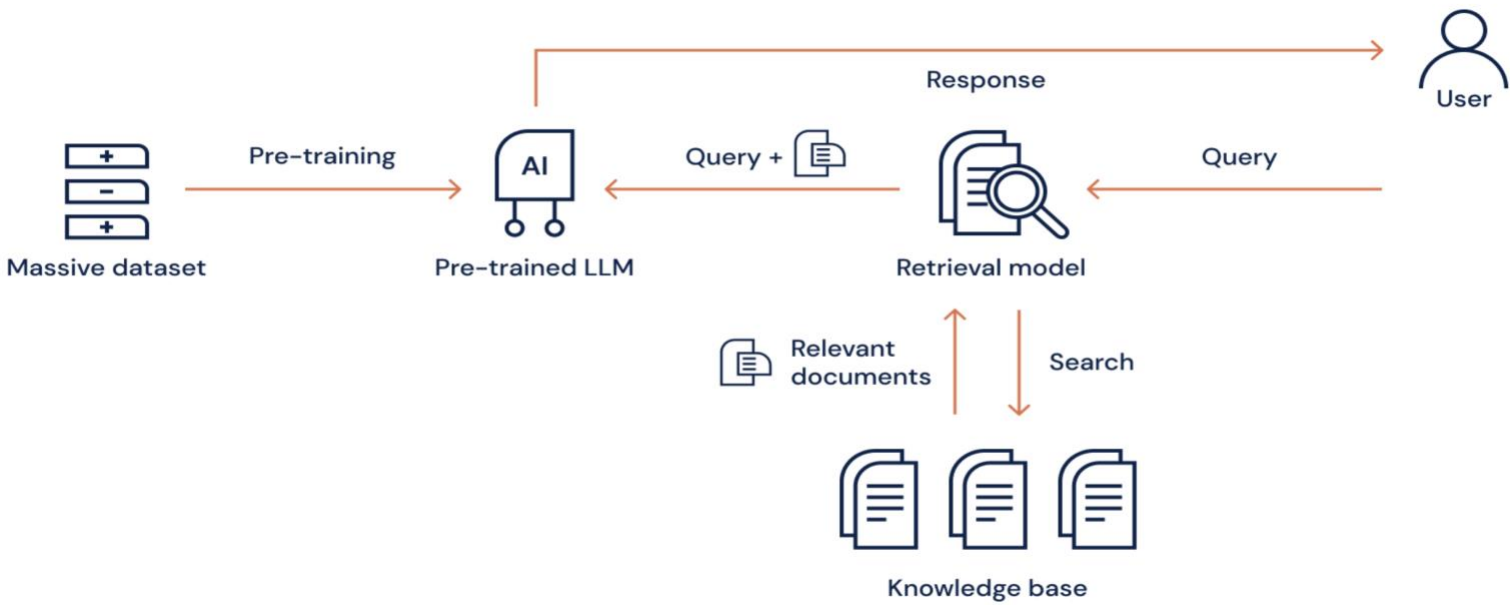 Response
User
Pre-training
AI
Query +
Query
Massive dataset
Pre-trained LLM
Retrieval model
Relevant
documents
Search
Knowledge base